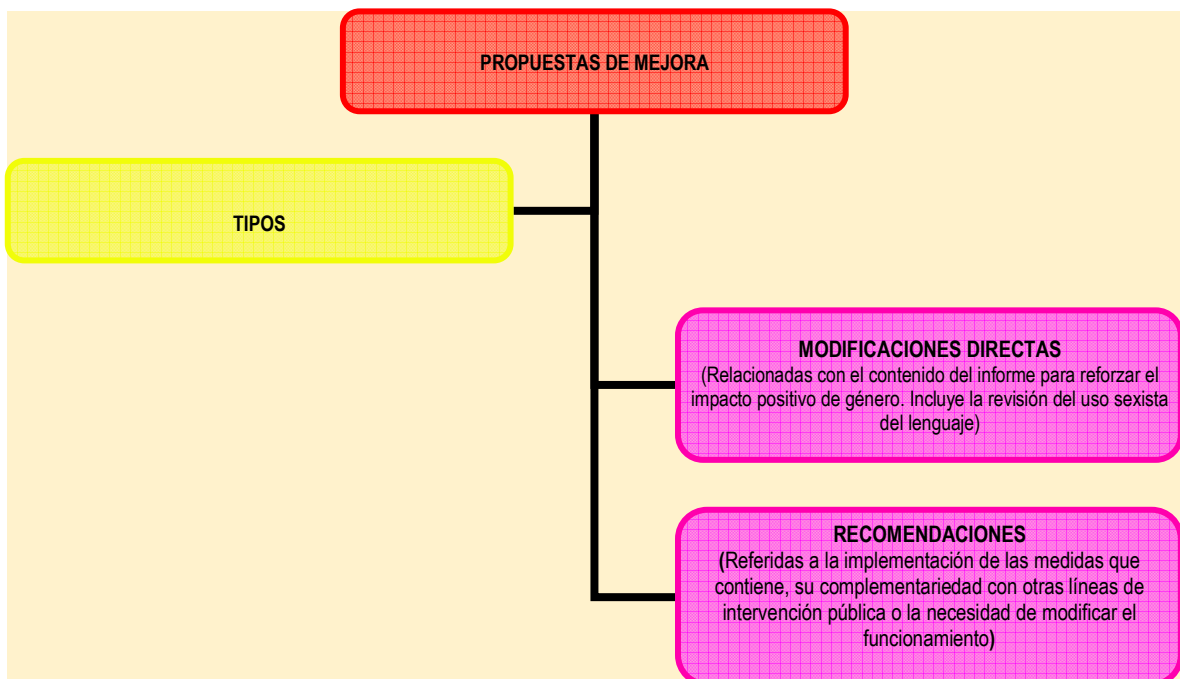 PROPUESTAS DE MEJORA
TIPOS
MODIFICACIONES DIRECTAS
(Relacionadas con el contenido del informe para reforzar el
impacto positivo de género. Incluye la revisión del uso sexista
del lenguaje)
RECOMENDACIONES
(Referidas a la implementación de las medidas que
contiene, su complementariedad con otras líneas de
intervención pública o la necesidad de modificar el
funcionamiento)